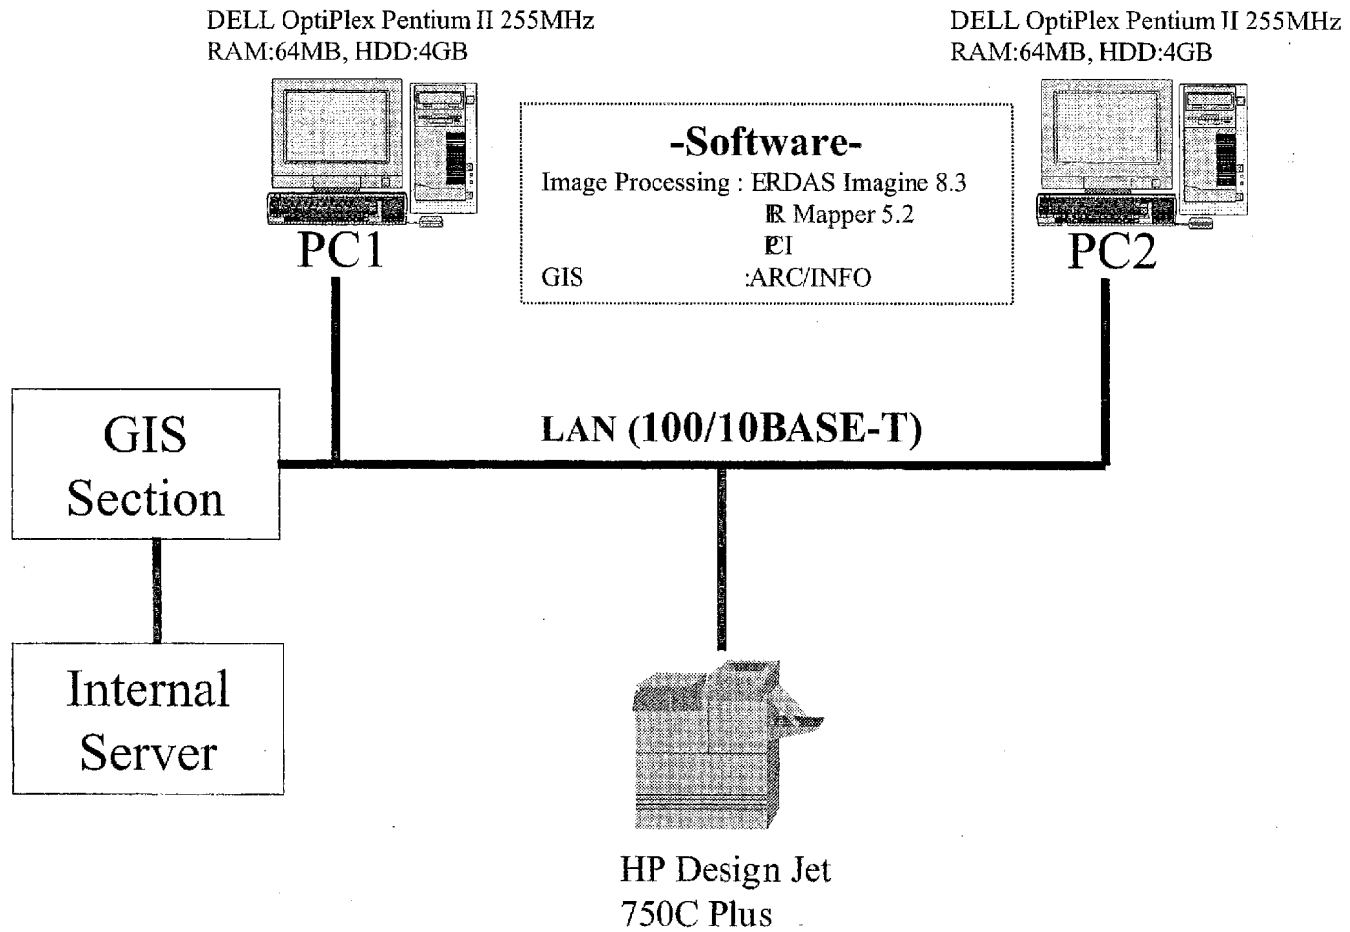 DELL OptiPlex Pentium II 255MHz
RAM:64MB, HDD:4GB
DELL OptiPlex Pentium II 255MHz
RAM:64MB, HDD:4GB
-Software-
Image Processing : ERDAS Imagine 8.3
Mapper 5.2
GIS :ARC/INFO
PC1
PC2
LAN (100/10BASE-T)
GIS
Section
Internal
Server
HP Design Jet
750C Plus